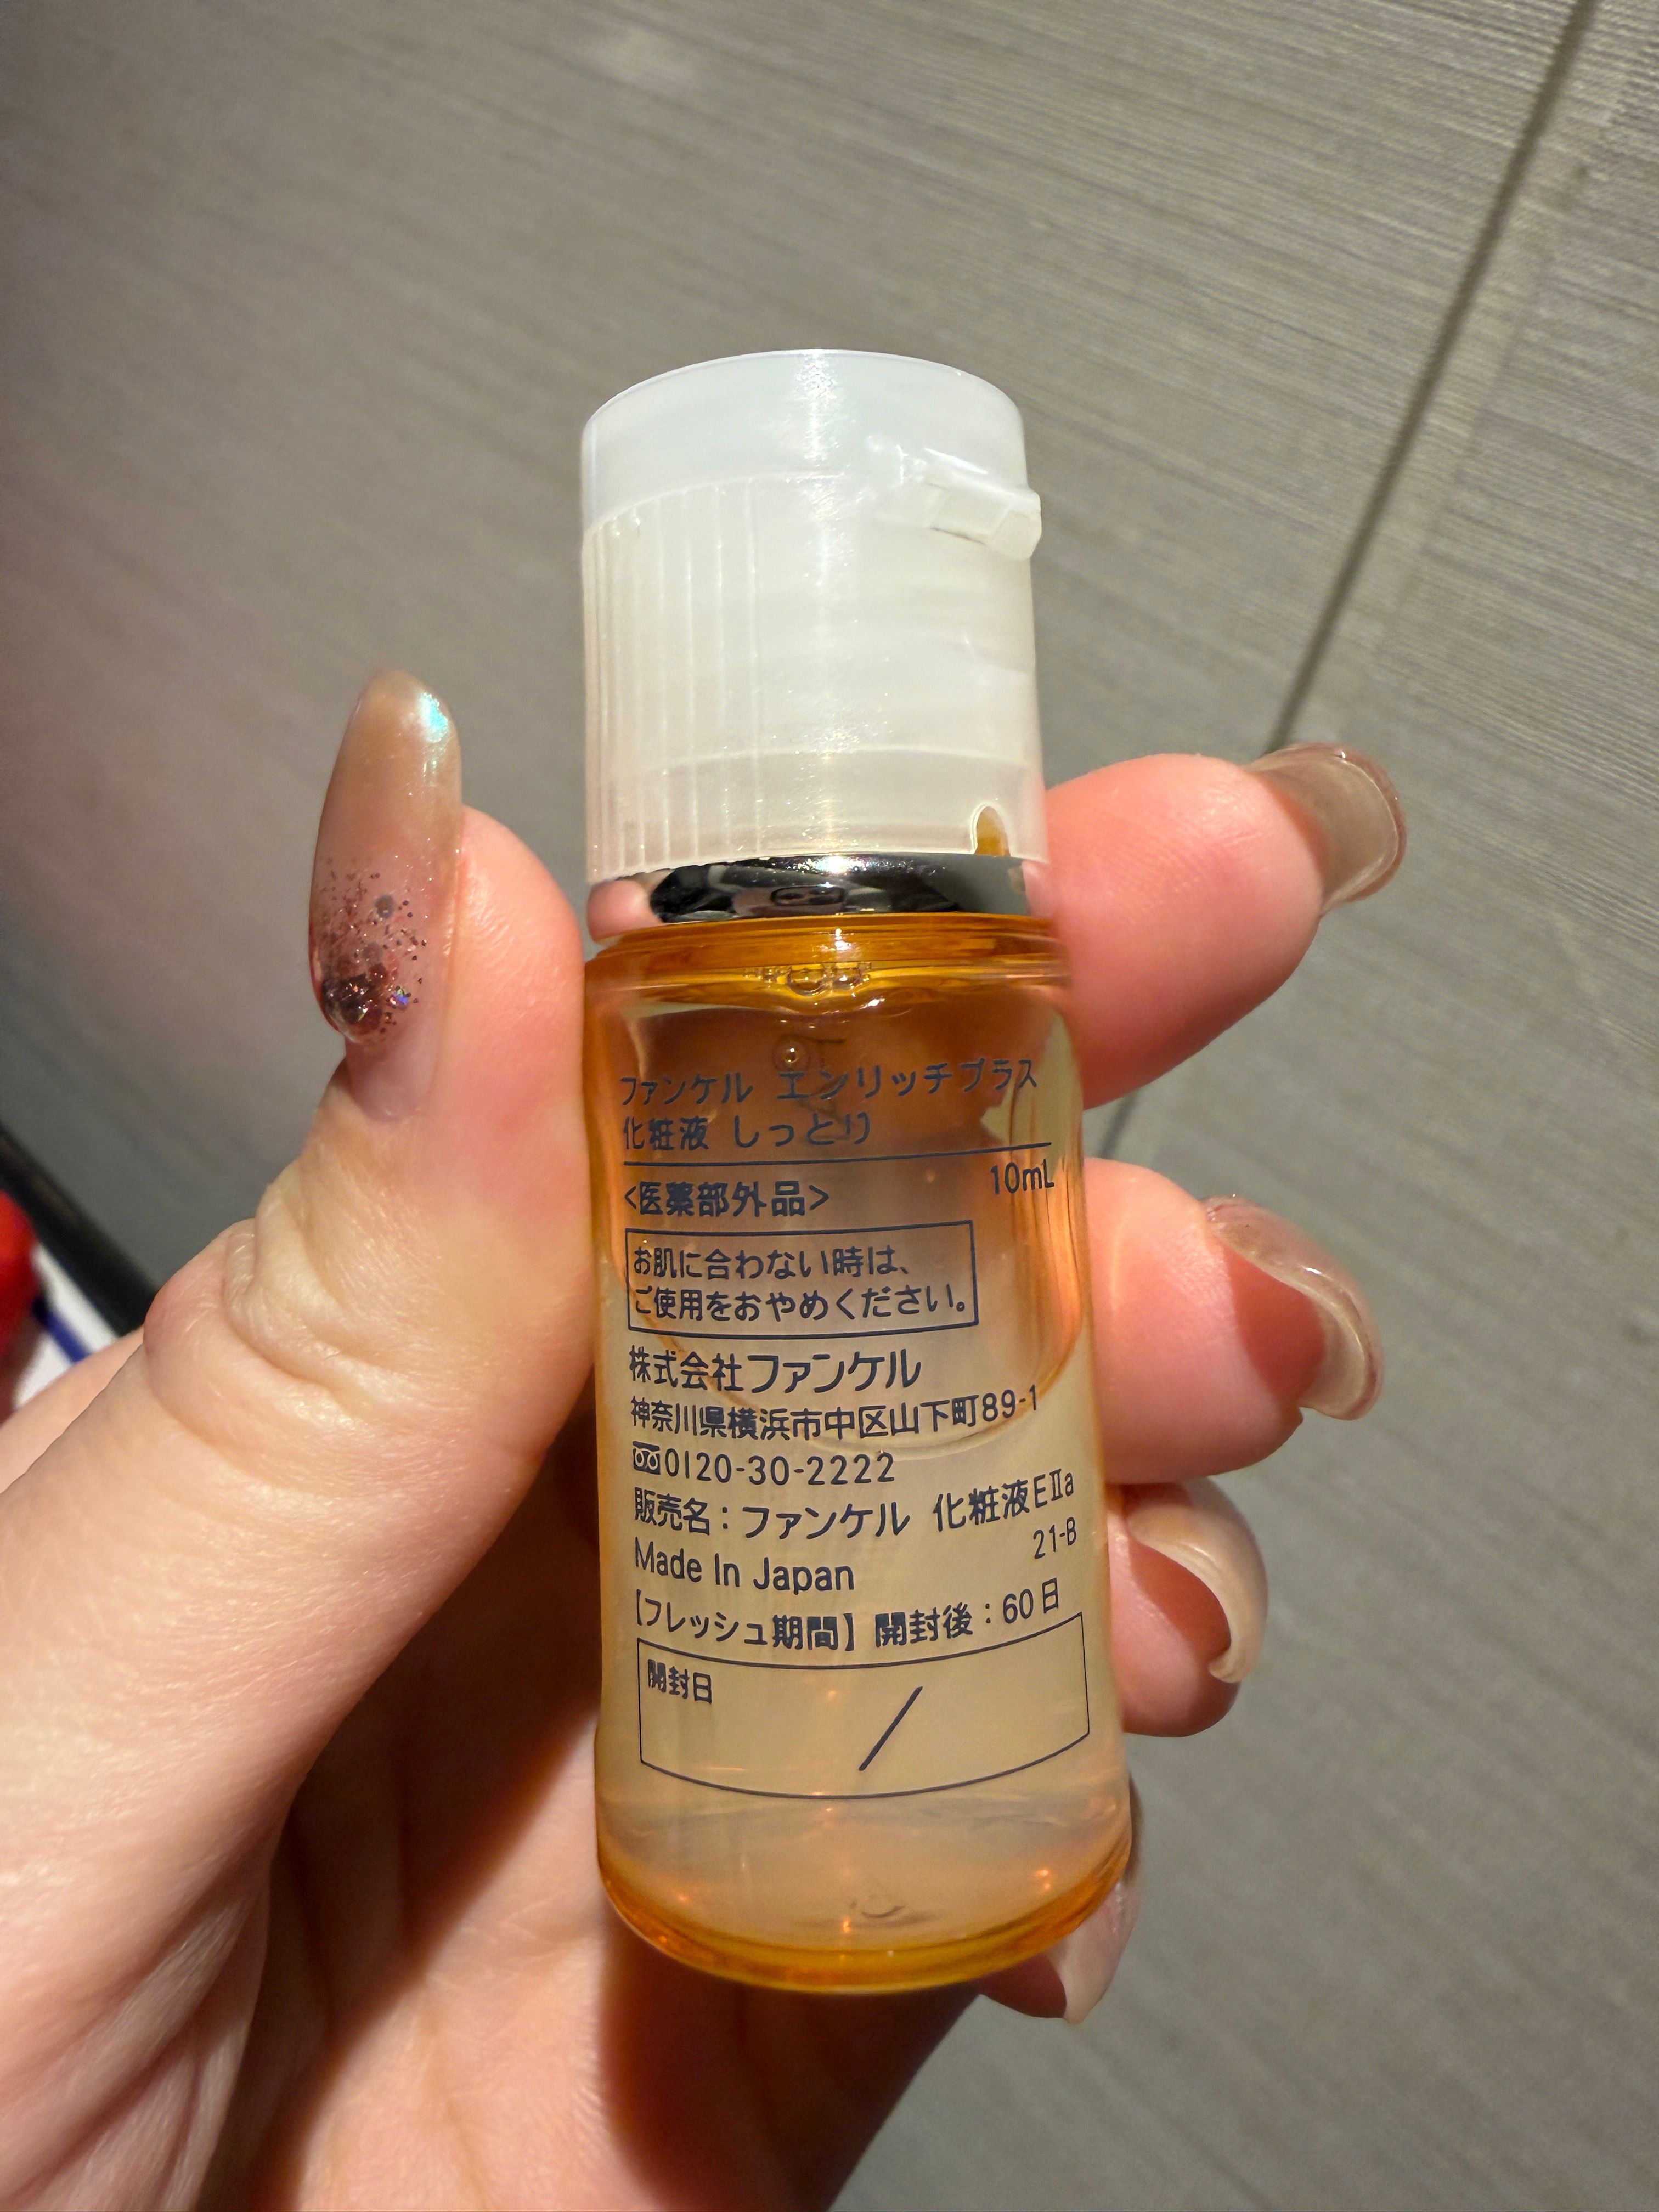 ファンケル エンリッチプラス
化粧液 しっとり
10mL
<医薬部外品>
お肌に合わない時は、
ご使用をおやめください。
株式会社ファンケル
神奈川県横浜市中区山下町89-1
0120-30-2222
販売名：ファンケル 化粧液EⅡa
21-B
Made In Japan
【フレッシュ期間】開封後：60日
開封日
/